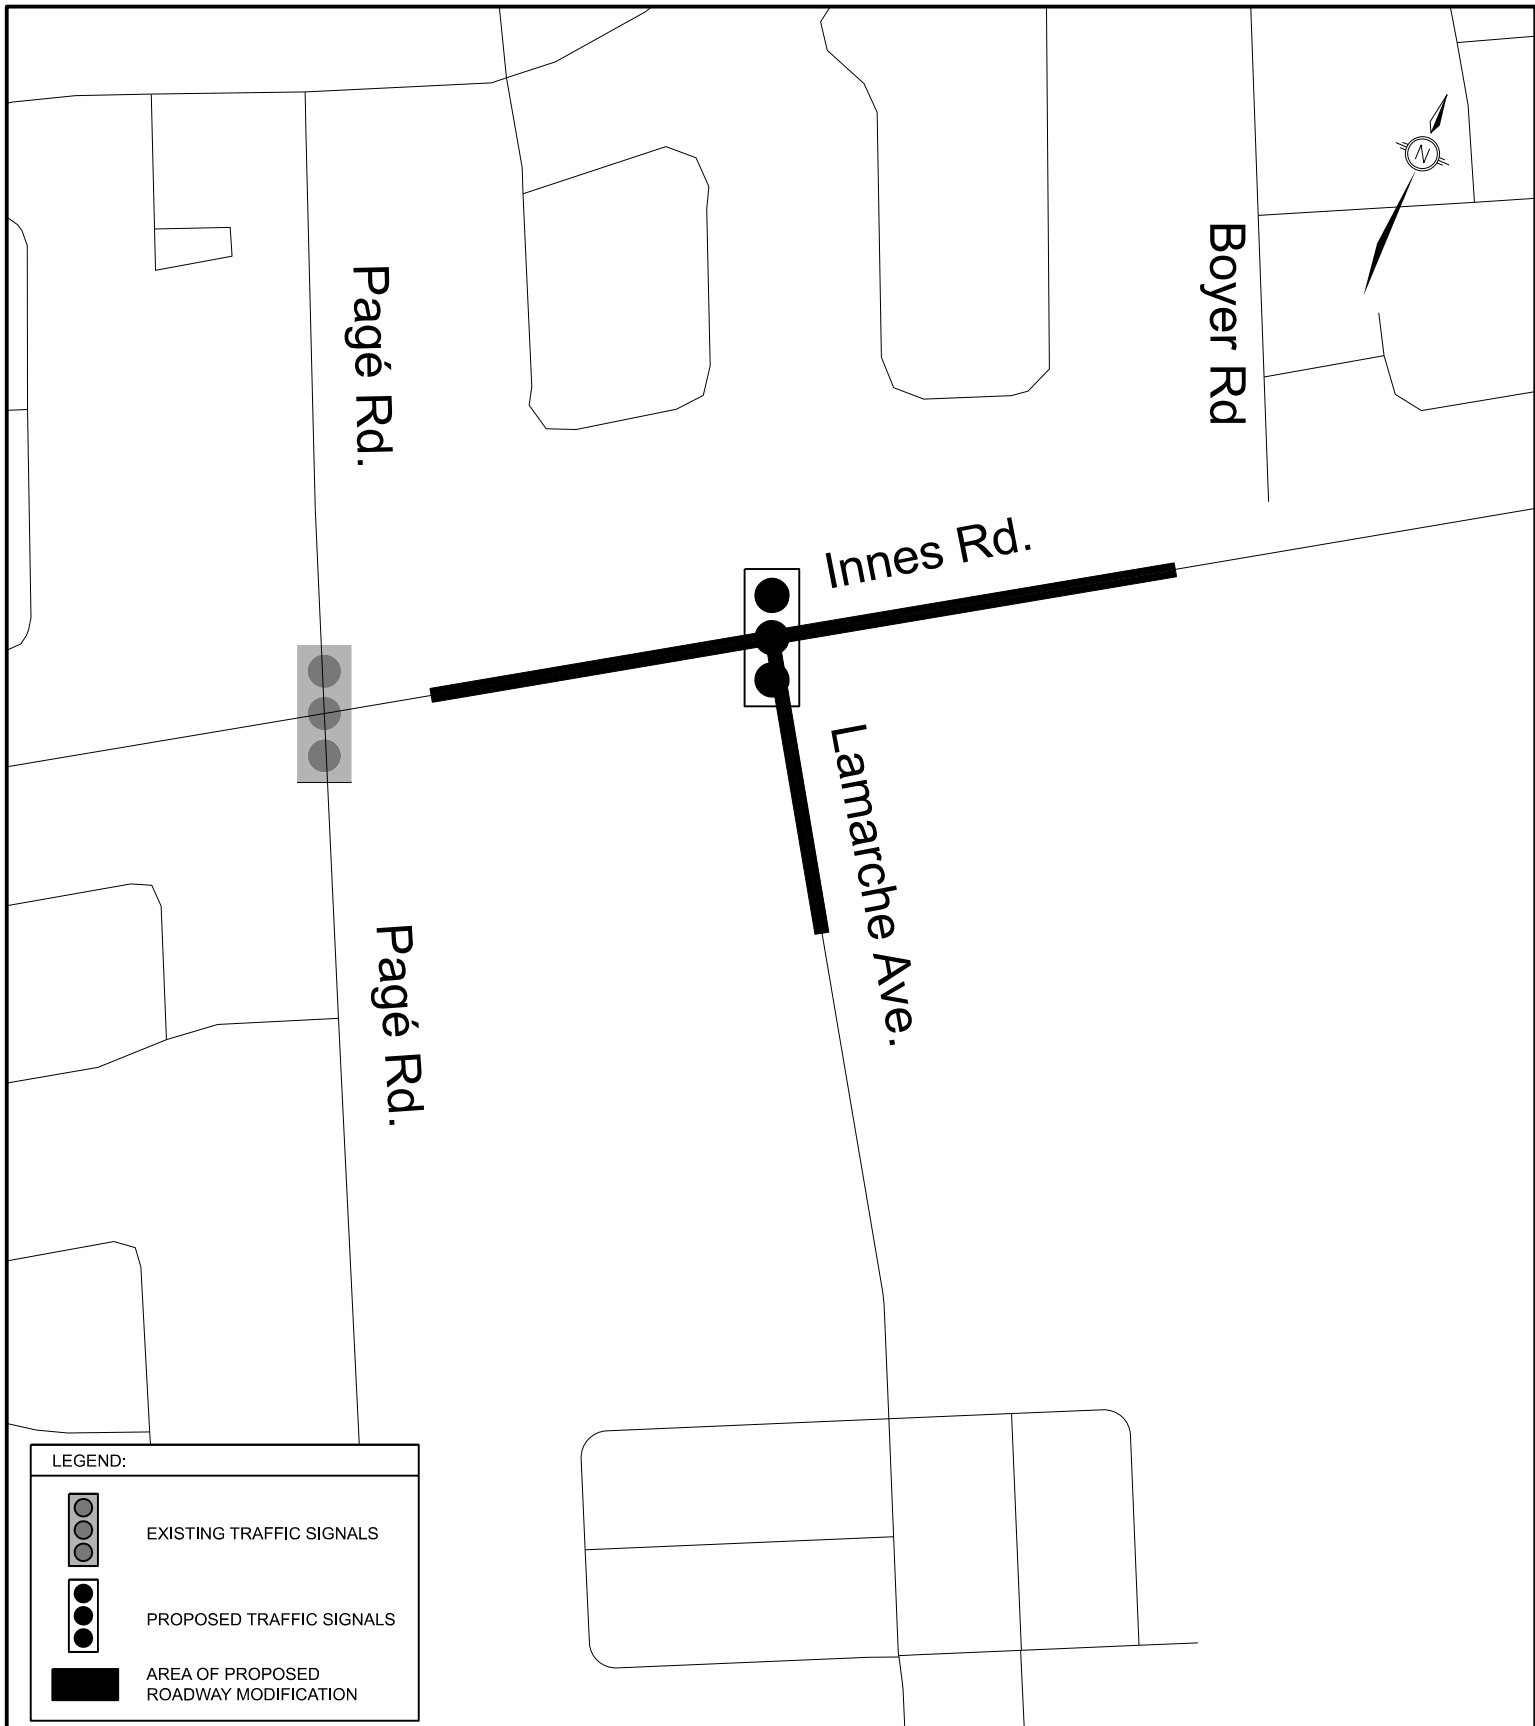 N
Boyer Rd
Pagé Rd.
Innes Rd.
Lamarche Ave.
Pagé Rd.
LEGEND:
EXISTING TRAFFIC SIGNALS
PROPOSED TRAFFIC SIGNALS
AREA OF PROPOSED
ROADWAY MODIFICATION